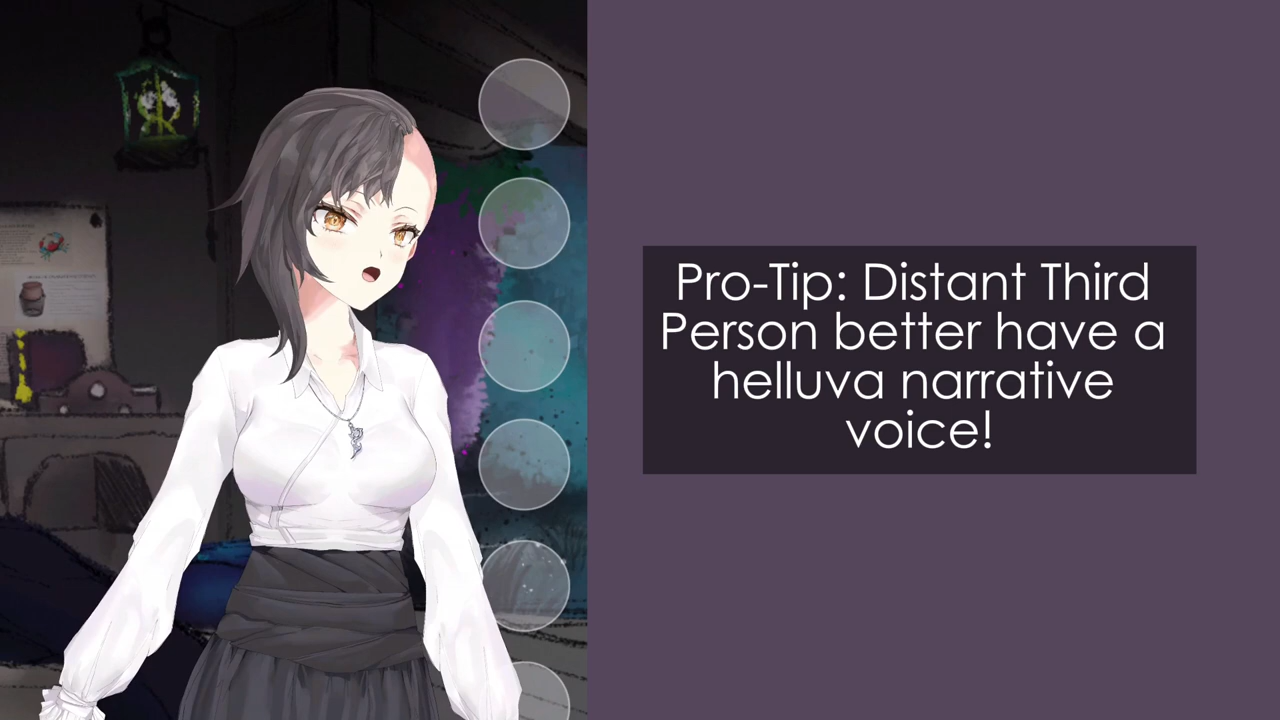 Pro-Tip: Distant Third
Person better have a
helluva narrative
voice!